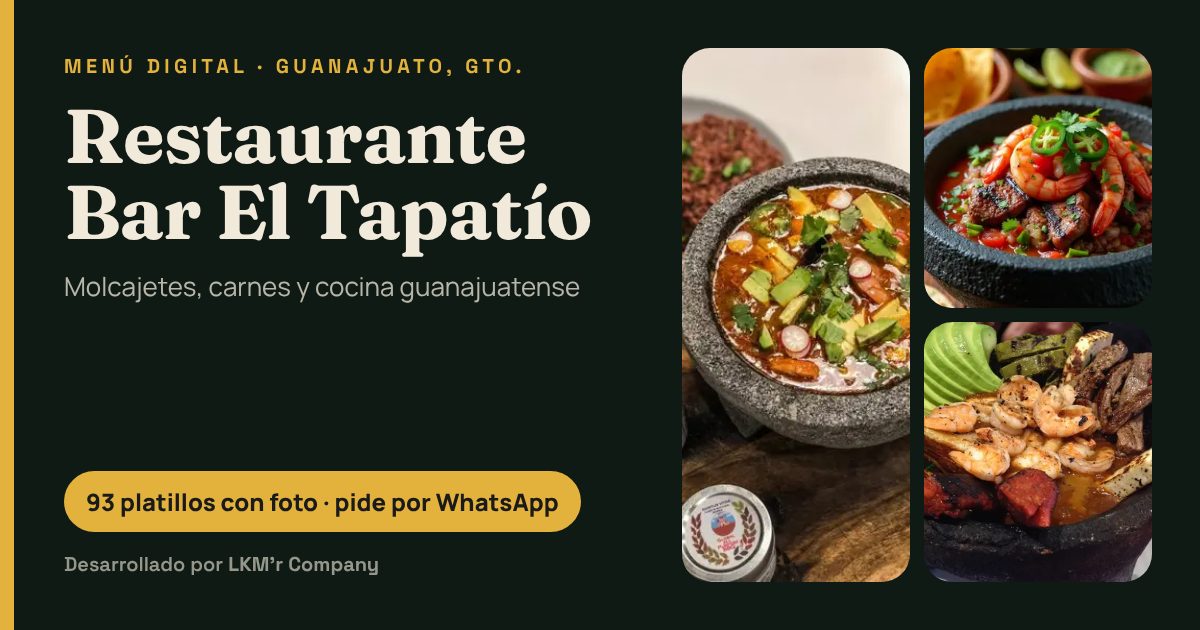 MENÚ DIGITAL · GUANAJUATO, GTO.
Restaurante
Bar El Tapatío
Molcajetes, carnes y cocina guanajuatense
93 platillos con foto · pide por WhatsApp
Desarrollado por LKM'r Company